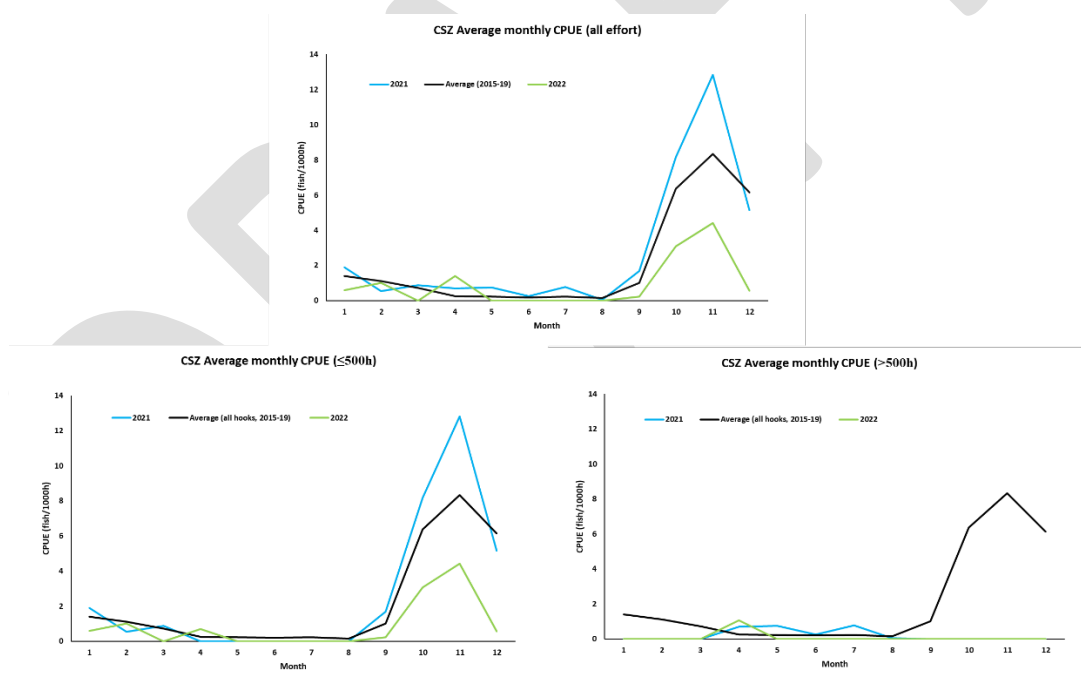 CSZ Average monthly CPUE (all effort)
14
12
10
8
6
4
2
0
2021
Average (2015-19)
2022
CPUE (fish/1000h)
1 2 3 4 5 6 7 8 9 10 11 12
Month
CSZ Average monthly CPUE (≤500h)
14
12
10
8
6
4
2
0
2021
Average (all hooks, 2015-19)
2022
CPUE (fish/1000h)
1 2 3 4 5 6 7 8 9 10 11 12
Month
CSZ Average monthly CPUE (>500h)
14
12
10
8
6
4
2
0
2021
Average (all hooks, 2015-19)
2022
CPUE (fish/1000h)
1 2 3 4 5 6 7 8 9 10 11 12
Month